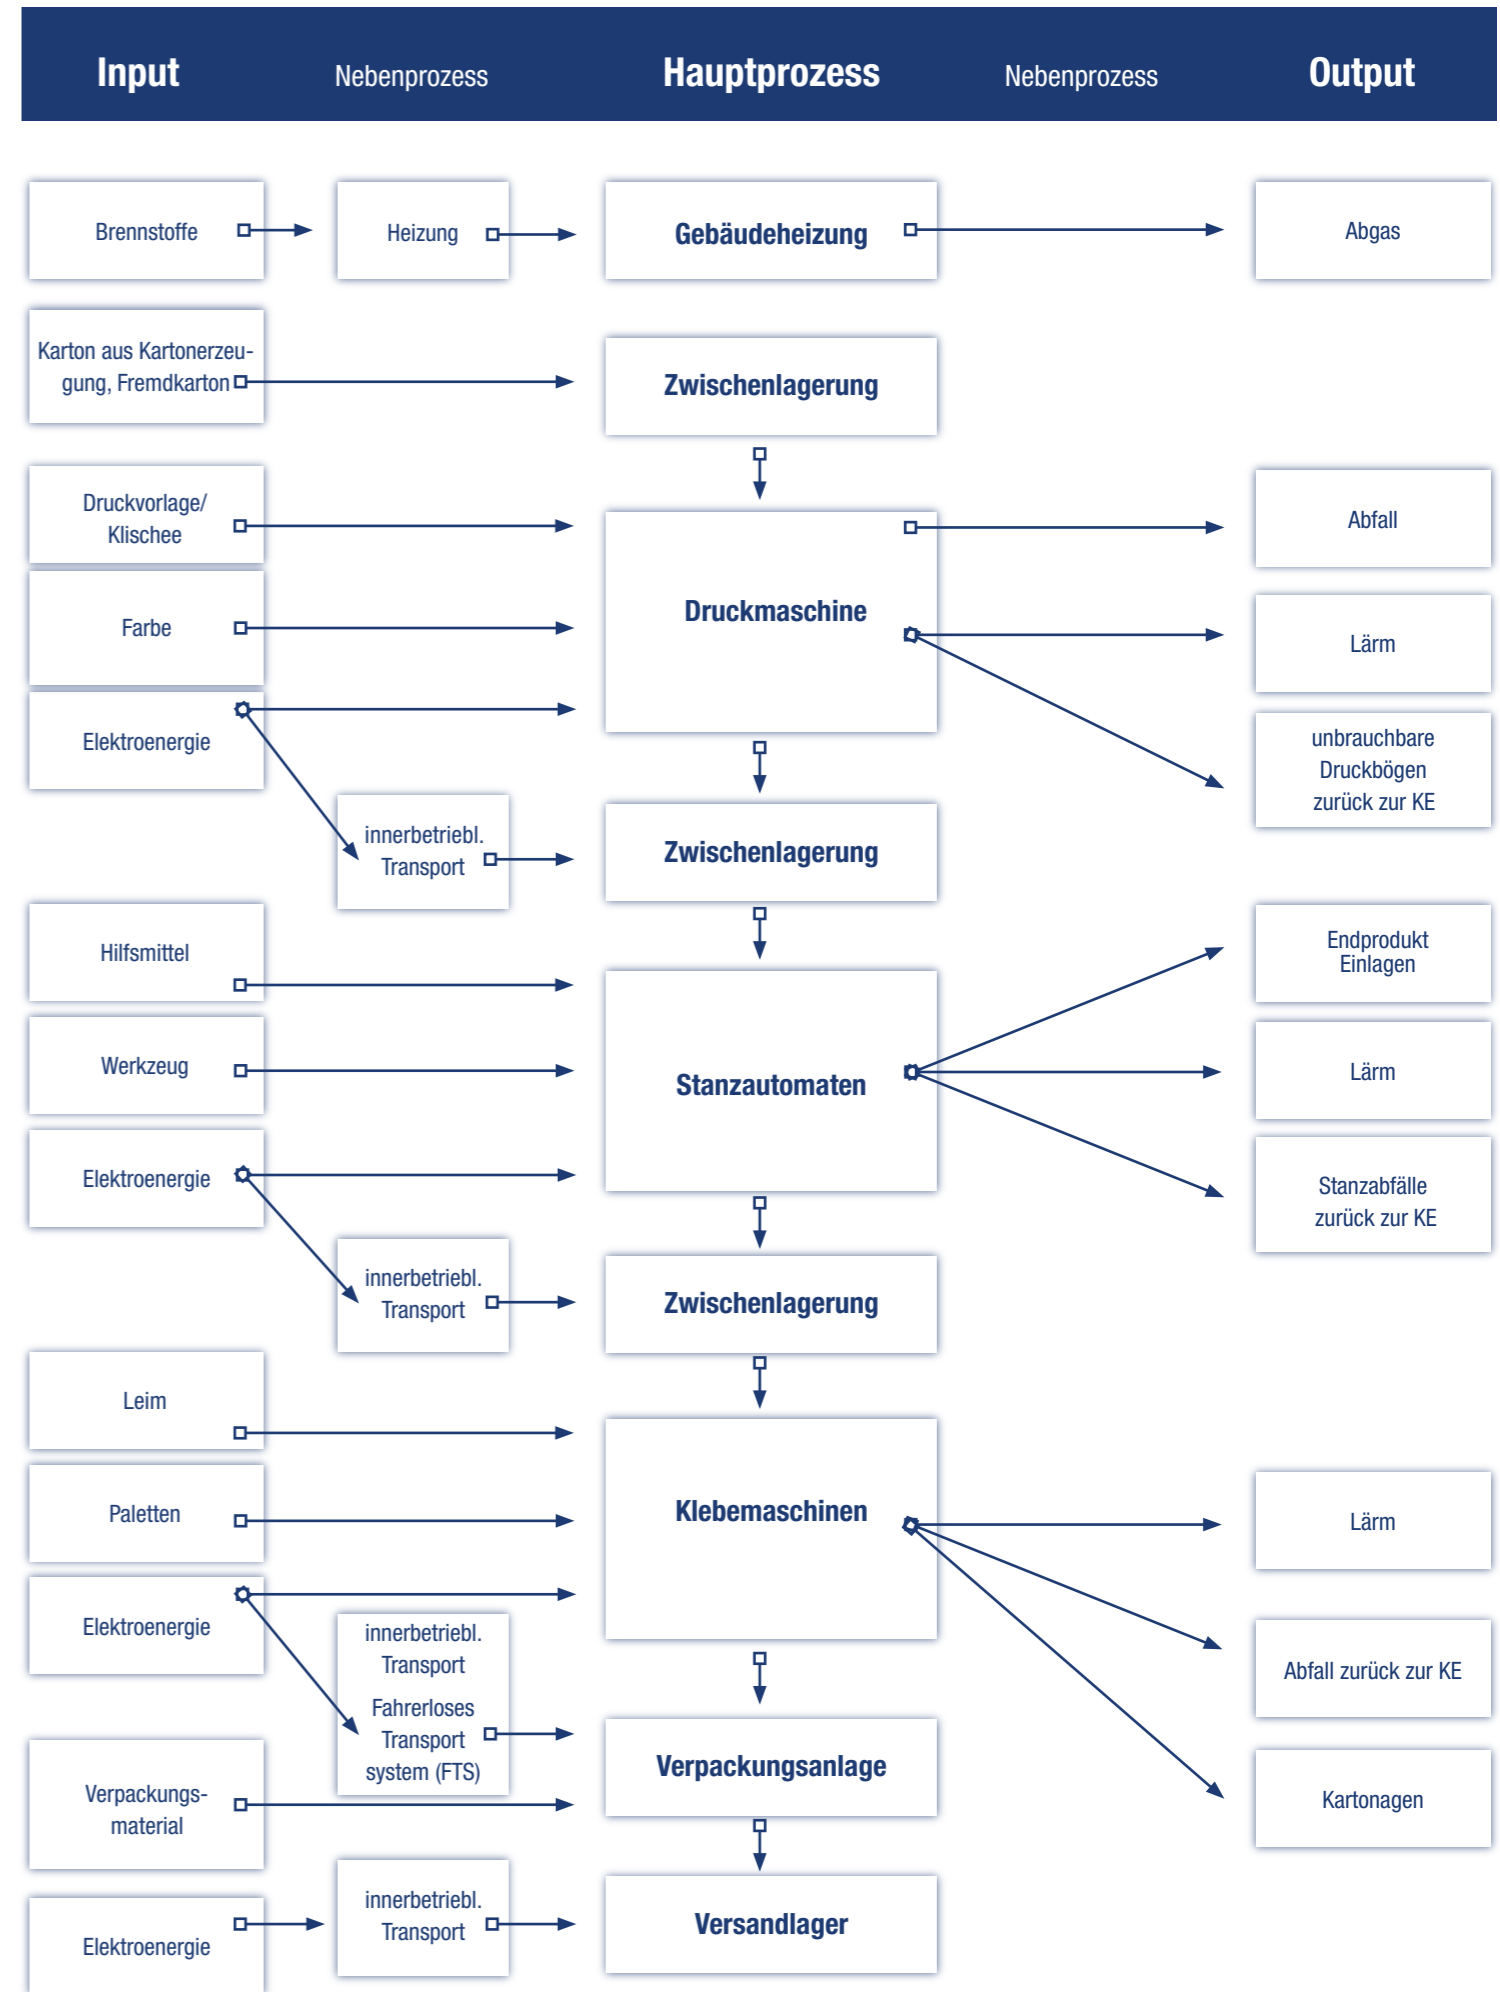 Input
Nebenprozess
Hauptprozess
Nebenprozess
Output
Brennstoffe
Heizung
Gebäudeheizung
Abgas
Karton aus Kartonerzeu-
gung, Fremdkarton
Zwischenlagerung
Druckvorlage/
Klischee
Farbe
Elektroenergie
Druckmaschine
Abfall
Lärm
unbrauchbare
Druckbögen
zurück zur KE
innerbetriebl.
Transport
Zwischenlagerung
Hilfsmittel
Werkzeug
Elektroenergie
Stanzautomaten
Endprodukt
Einlagen
Lärm
Stanzabfälle
zurück zur KE
innerbetriebl.
Transport
Zwischenlagerung
Leim
Paletten
Elektroenergie
Klebemaschinen
Lärm
Abfall zurück zur KE
Kartonagen
innerbetriebl.
Transport
Fahrerloses
Transport
system (FTS)
Verpackungsanlage
Verpackungs-
material
Elektroenergie
innerbetriebl.
Transport
Versandlager